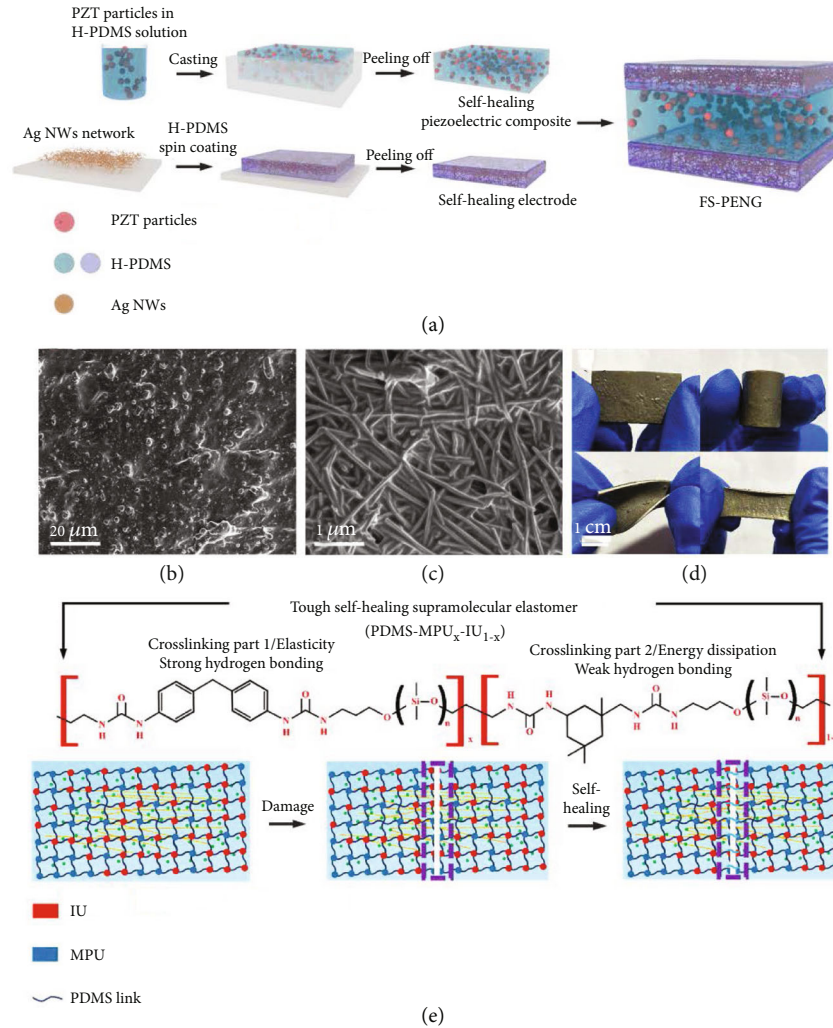 PZT particles in
H-PDMS solution
Casting
Peeling off
Self-healing
piezoelectric composite
Ag NWs network
H-PDMS
spin coating
Peeling off
Self-healing electrode
FS-PENG
PZT particles
H-PDMS
Ag NWs
(a)
20 μm
1 μm
1 cm
(b)
(c)
(d)
Tough self-healing supramolecular elastomer
(PDMS-MPUx-IU1-x)
Crosslinking part 1/Elasticity
Strong hydrogen bonding
Crosslinking part 2/Energy dissipation
Weak hydrogen bonding
O
N
H
N
H
O
N
H
N
H
O
Si
O
n
x
H
N
H
N
O
O
N
H
N
H
O
Si
O
n
Damage
Self-
healing
IU
MPU
PDMS link
(e)